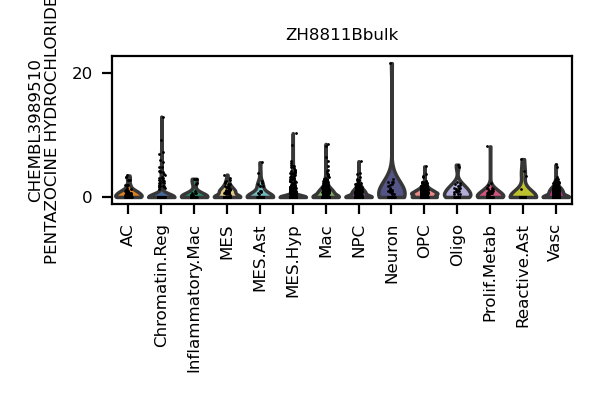 ZH8811Bbulk
CHEMBL3989510
PENTAZOCINE HYDROCHLORIDE
20
0
AC
Chromatin.Reg
Inflammatory.Mac
MES
MES.Ast
MES.Hyp
Mac
NPC
Neuron
OPC
Oligo
Prolif.Metab
Reactive.Ast
Vasc